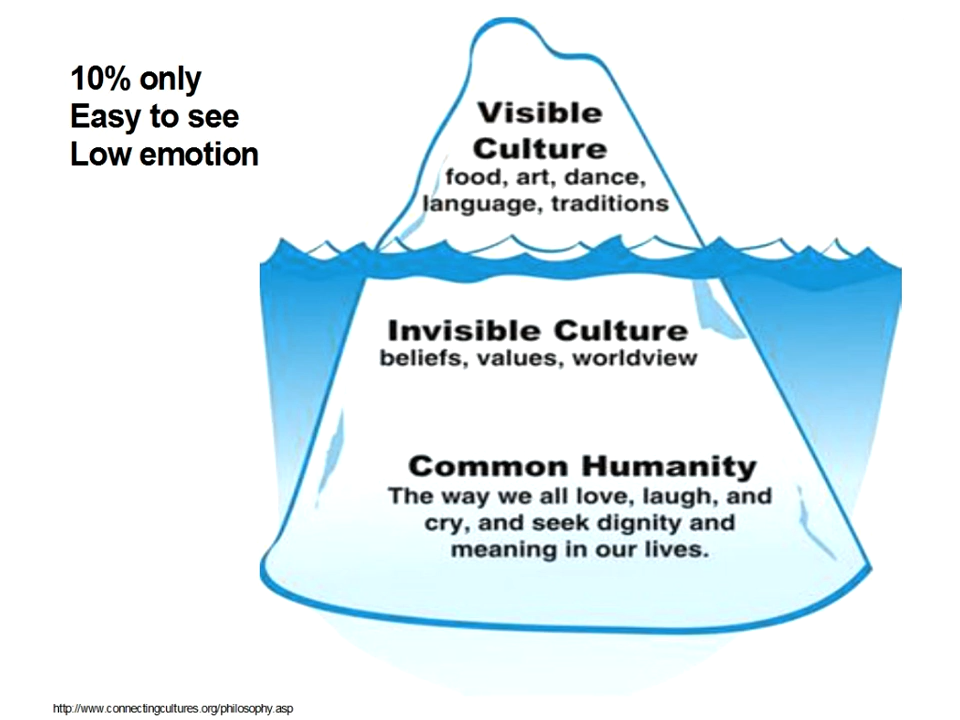 10% only
Easy to see
Low emotion
Visible
Culture
food, art, dance,
language, traditions
Invisible Culture
beliefs, values, worldview
Common Humanity
The way we all love, laugh, and
cry, and seek dignity and
meaning in our lives.
http://www.connectingcultures.org/philosophy.asp